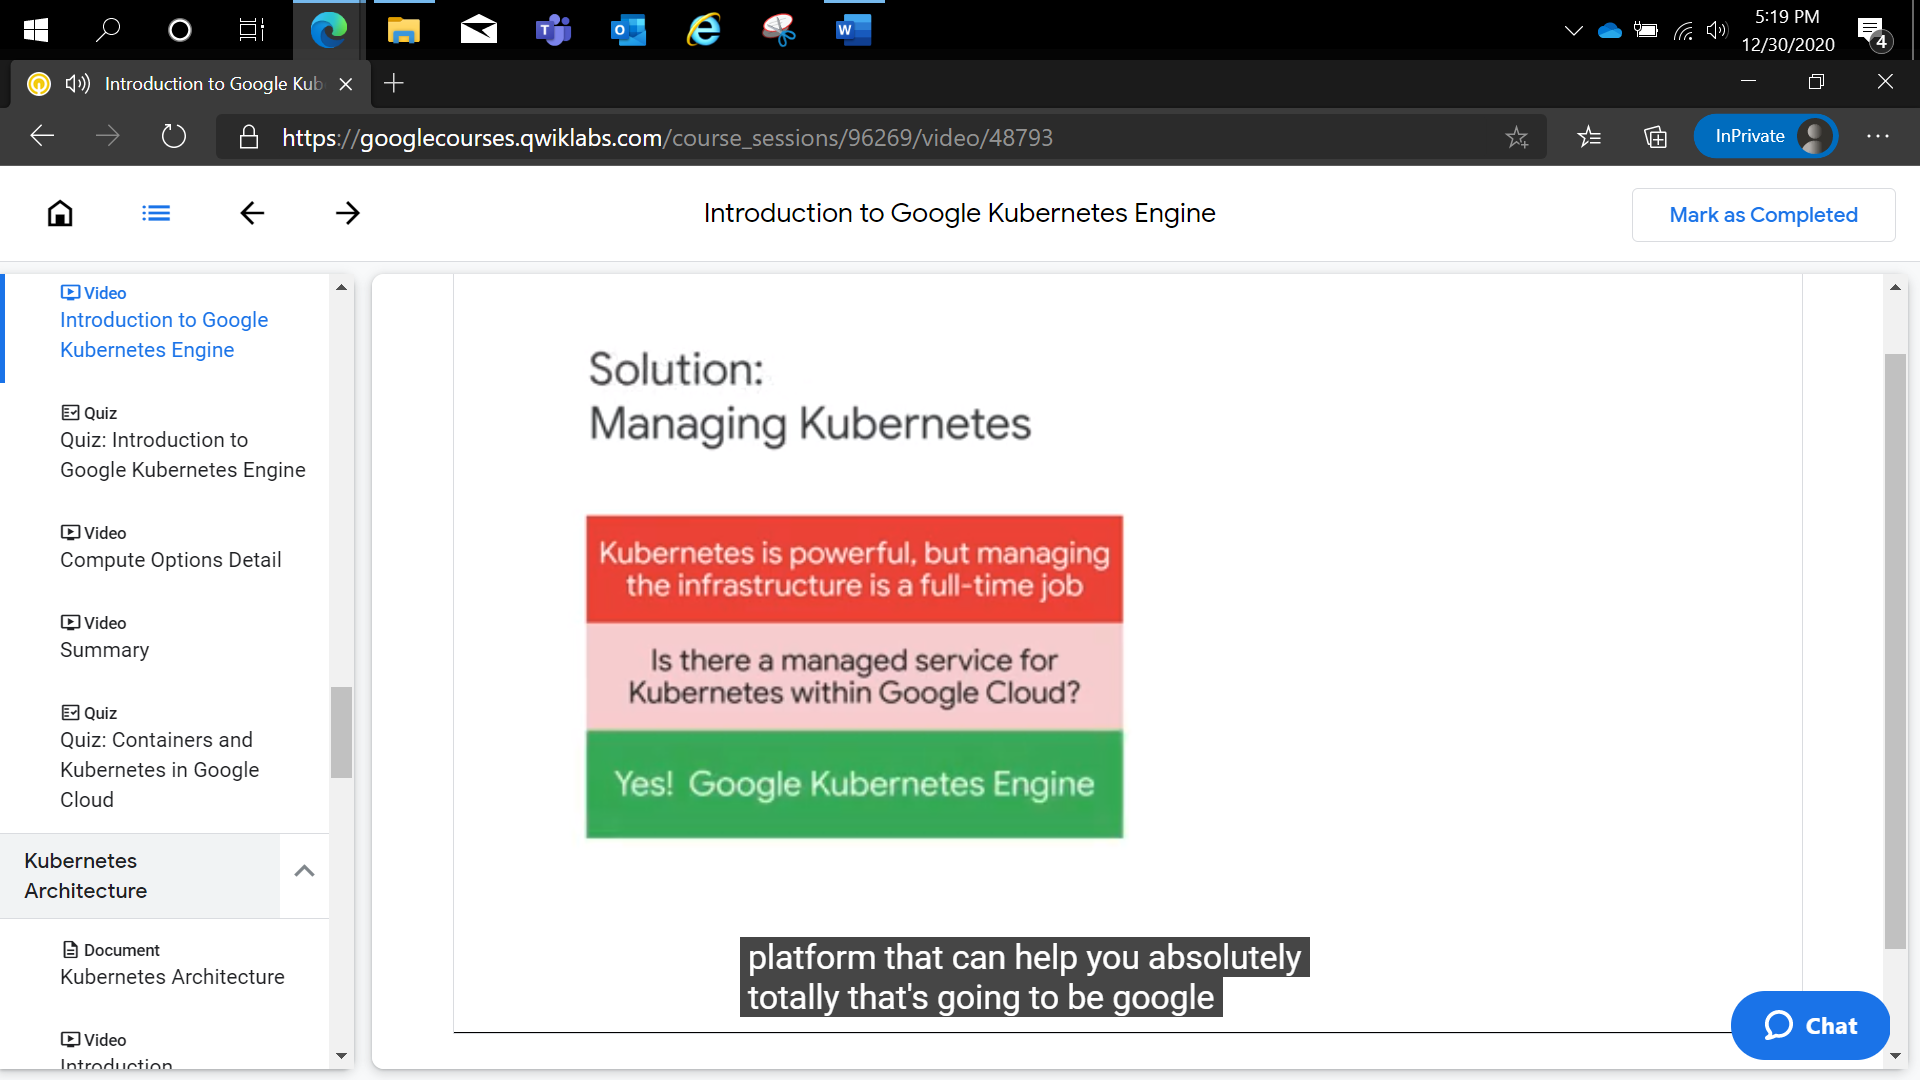 5:19 PM
12/30/2020
4
Introduction to Google Kub
https://googlecourses.qwiklabs.com/course_sessions/96269/video/48793
InPrivate
Introduction to Google Kubernetes Engine
Mark as Completed
Video
Introduction to Google
Kubernetes Engine
Quiz
Quiz: Introduction to
Google Kubernetes Engine
Video
Compute Options Detail
Video
Summary
Quiz
Quiz: Containers and
Kubernetes in Google
Cloud
Kubernetes
Architecture
Document
Kubernetes Architecture
Video
Introduction
Solution:
Managing Kubernetes
Kubernetes is powerful, but managing
the infrastructure is a full-time job
Is there a managed service for
Kubernetes within Google Cloud?
Yes! Google Kubernetes Engine
platform that can help you absolutely
totally that's going to be google
Chat